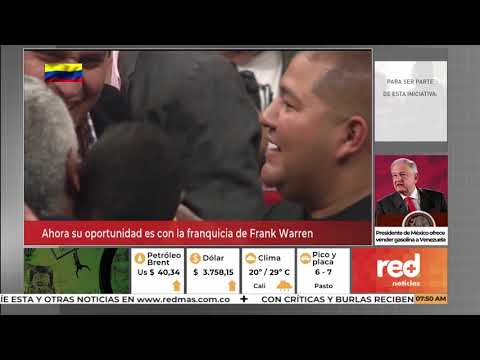 PARA SER PARTE
DE ESTA INICIATIVA:
Presidente de México ofrece
vender gasolina a Venezuela
Ahora su oportunidad es con la franquicia de Frank Warren
Petróleo
Brent
Us $ 40,34
Dólar
$ 3.758,15
Clima
20° / 29° C
Cali
Pico y
placa
6 - 7
Pasto
red
noticias
ÍE ESTA Y OTRAS NOTICIAS EN www.redmas.com.co + CON CRÍTICAS Y BURLAS RECIBEN
07:50 AM